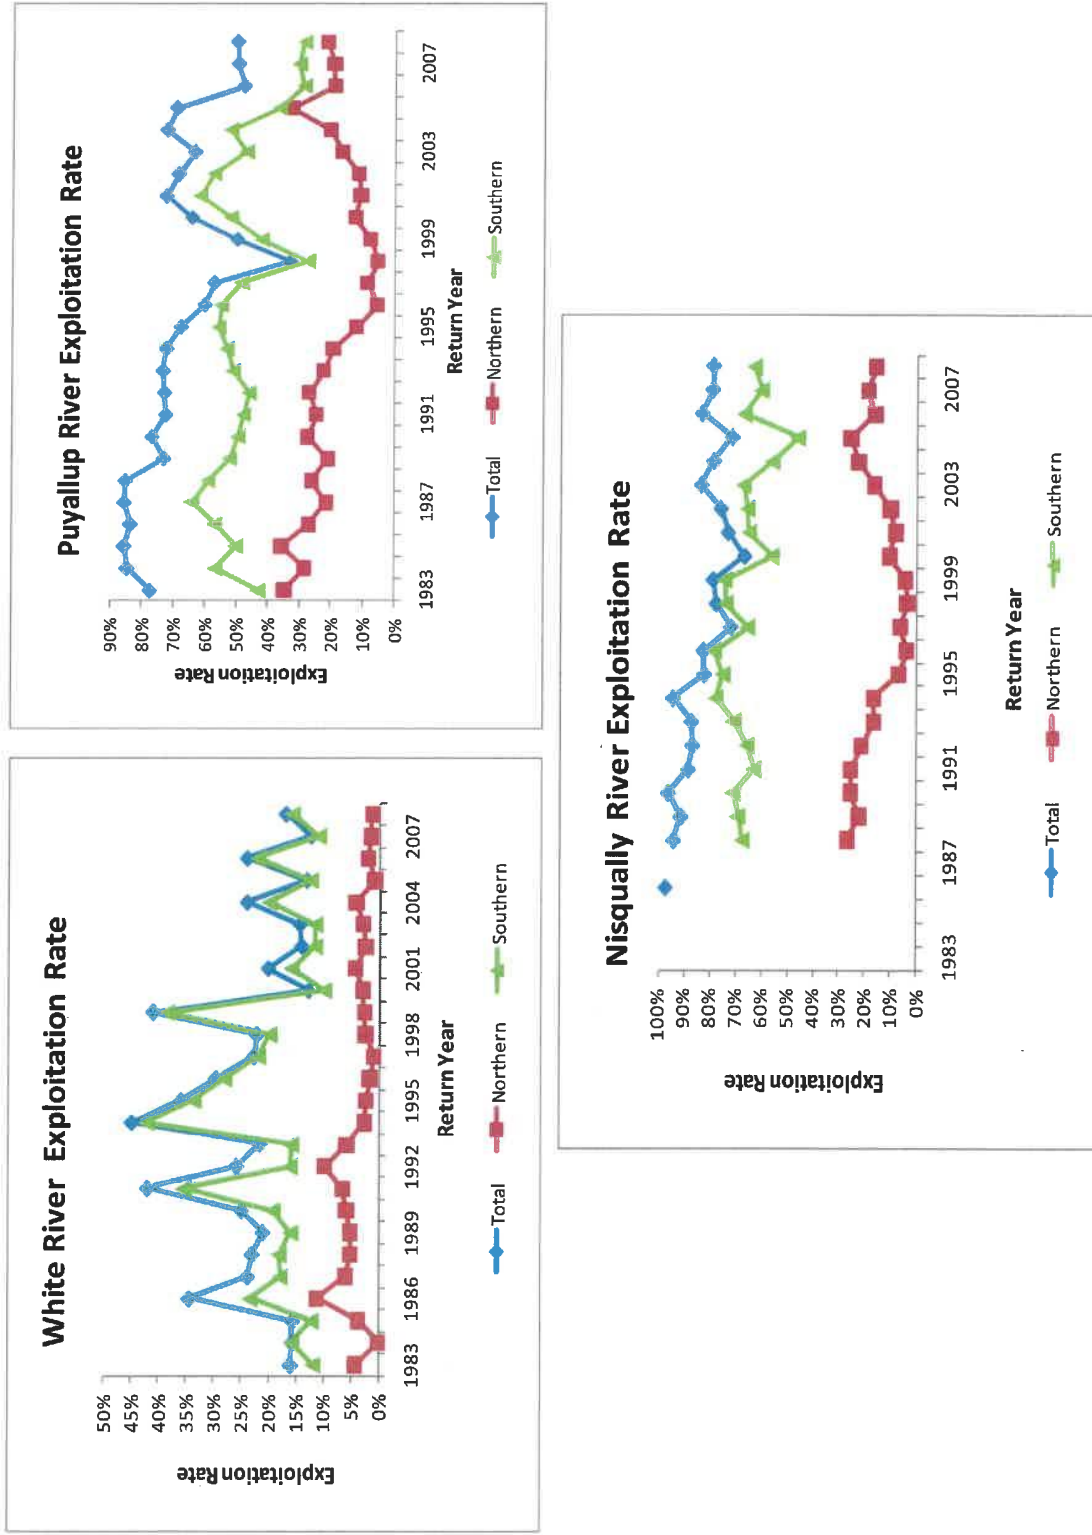 White River Exploitation Rate
50%
45%
40%
35%
30%
25%
20%
15%
10%
5%
0%
Exploitation Rate
1983 1986 1989 1992 1995 1998 2001 2004 2007
Return Year
Total Northern Southern
Puyallup River Exploitation Rate
90%
80%
70%
60%
50%
40%
30%
20%
10%
0%
Exploitation Rate
1983 1987 1991 1995 1999 2003 2007
Return Year
Total Northern Southern
Nisqually River Exploitation Rate
100%
90%
80%
70%
60%
50%
40%
30%
20%
10%
0%
Exploitation Rate
1983 1987 1991 1995 1999 2003 2007
Return Year
Total Northern Southern